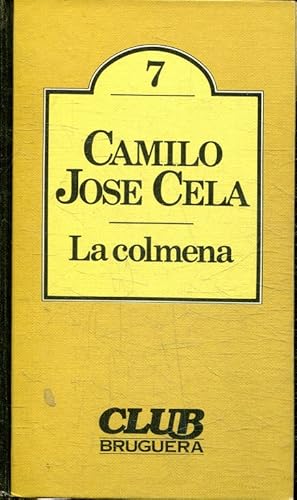 7
CAMILO
JOSE CELA
La colmena
CLUB
BRUGUERA